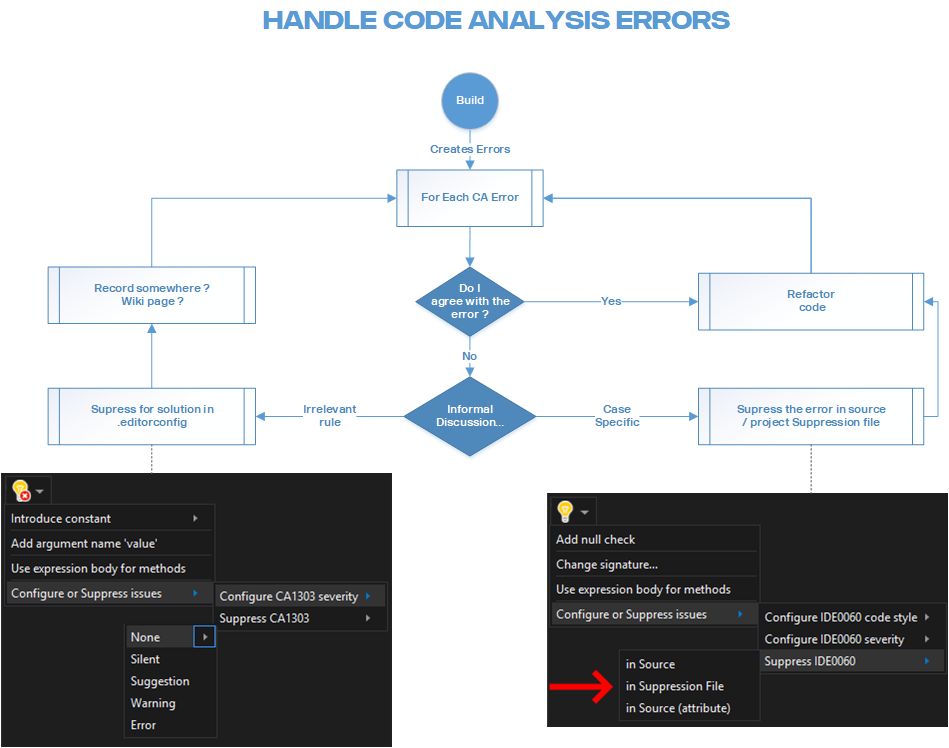 HANDLE CODE ANALYSIS ERRORS
Build
Creates Errors
For Each CA Error
Record somewhere ?
Wiki page ?
Do I
agree with the
error ?
Yes
Refactor
code
No
Supress for solution in
.editorconfig
Irrelevant
rule
Informal
Discussion...
Case
Specific
Supress the error in source
/ project Suppression file
Introduce constant
Add argument name 'value'
Use expression body for methods
Configure or Suppress issues
Configure CA1303 severity
Suppress CA1303
None
Silent
Suggestion
Warning
Error
Add null check
Change signature...
Use expression body for methods
Configure or Suppress issues
Configure IDE0060 code style
Configure IDE0060 severity
Suppress IDE0060
in Source
in Suppression File
in Source (attribute)